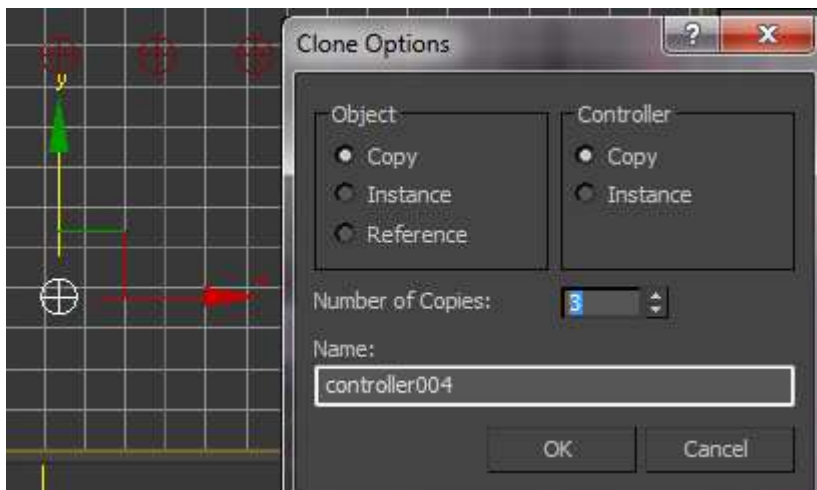 Clone Options
?
X
y
Object
Controller
Copy
Copy
Instance
Instance
Reference
Number of Copies:
3
Name:
controller004
OK
Cancel